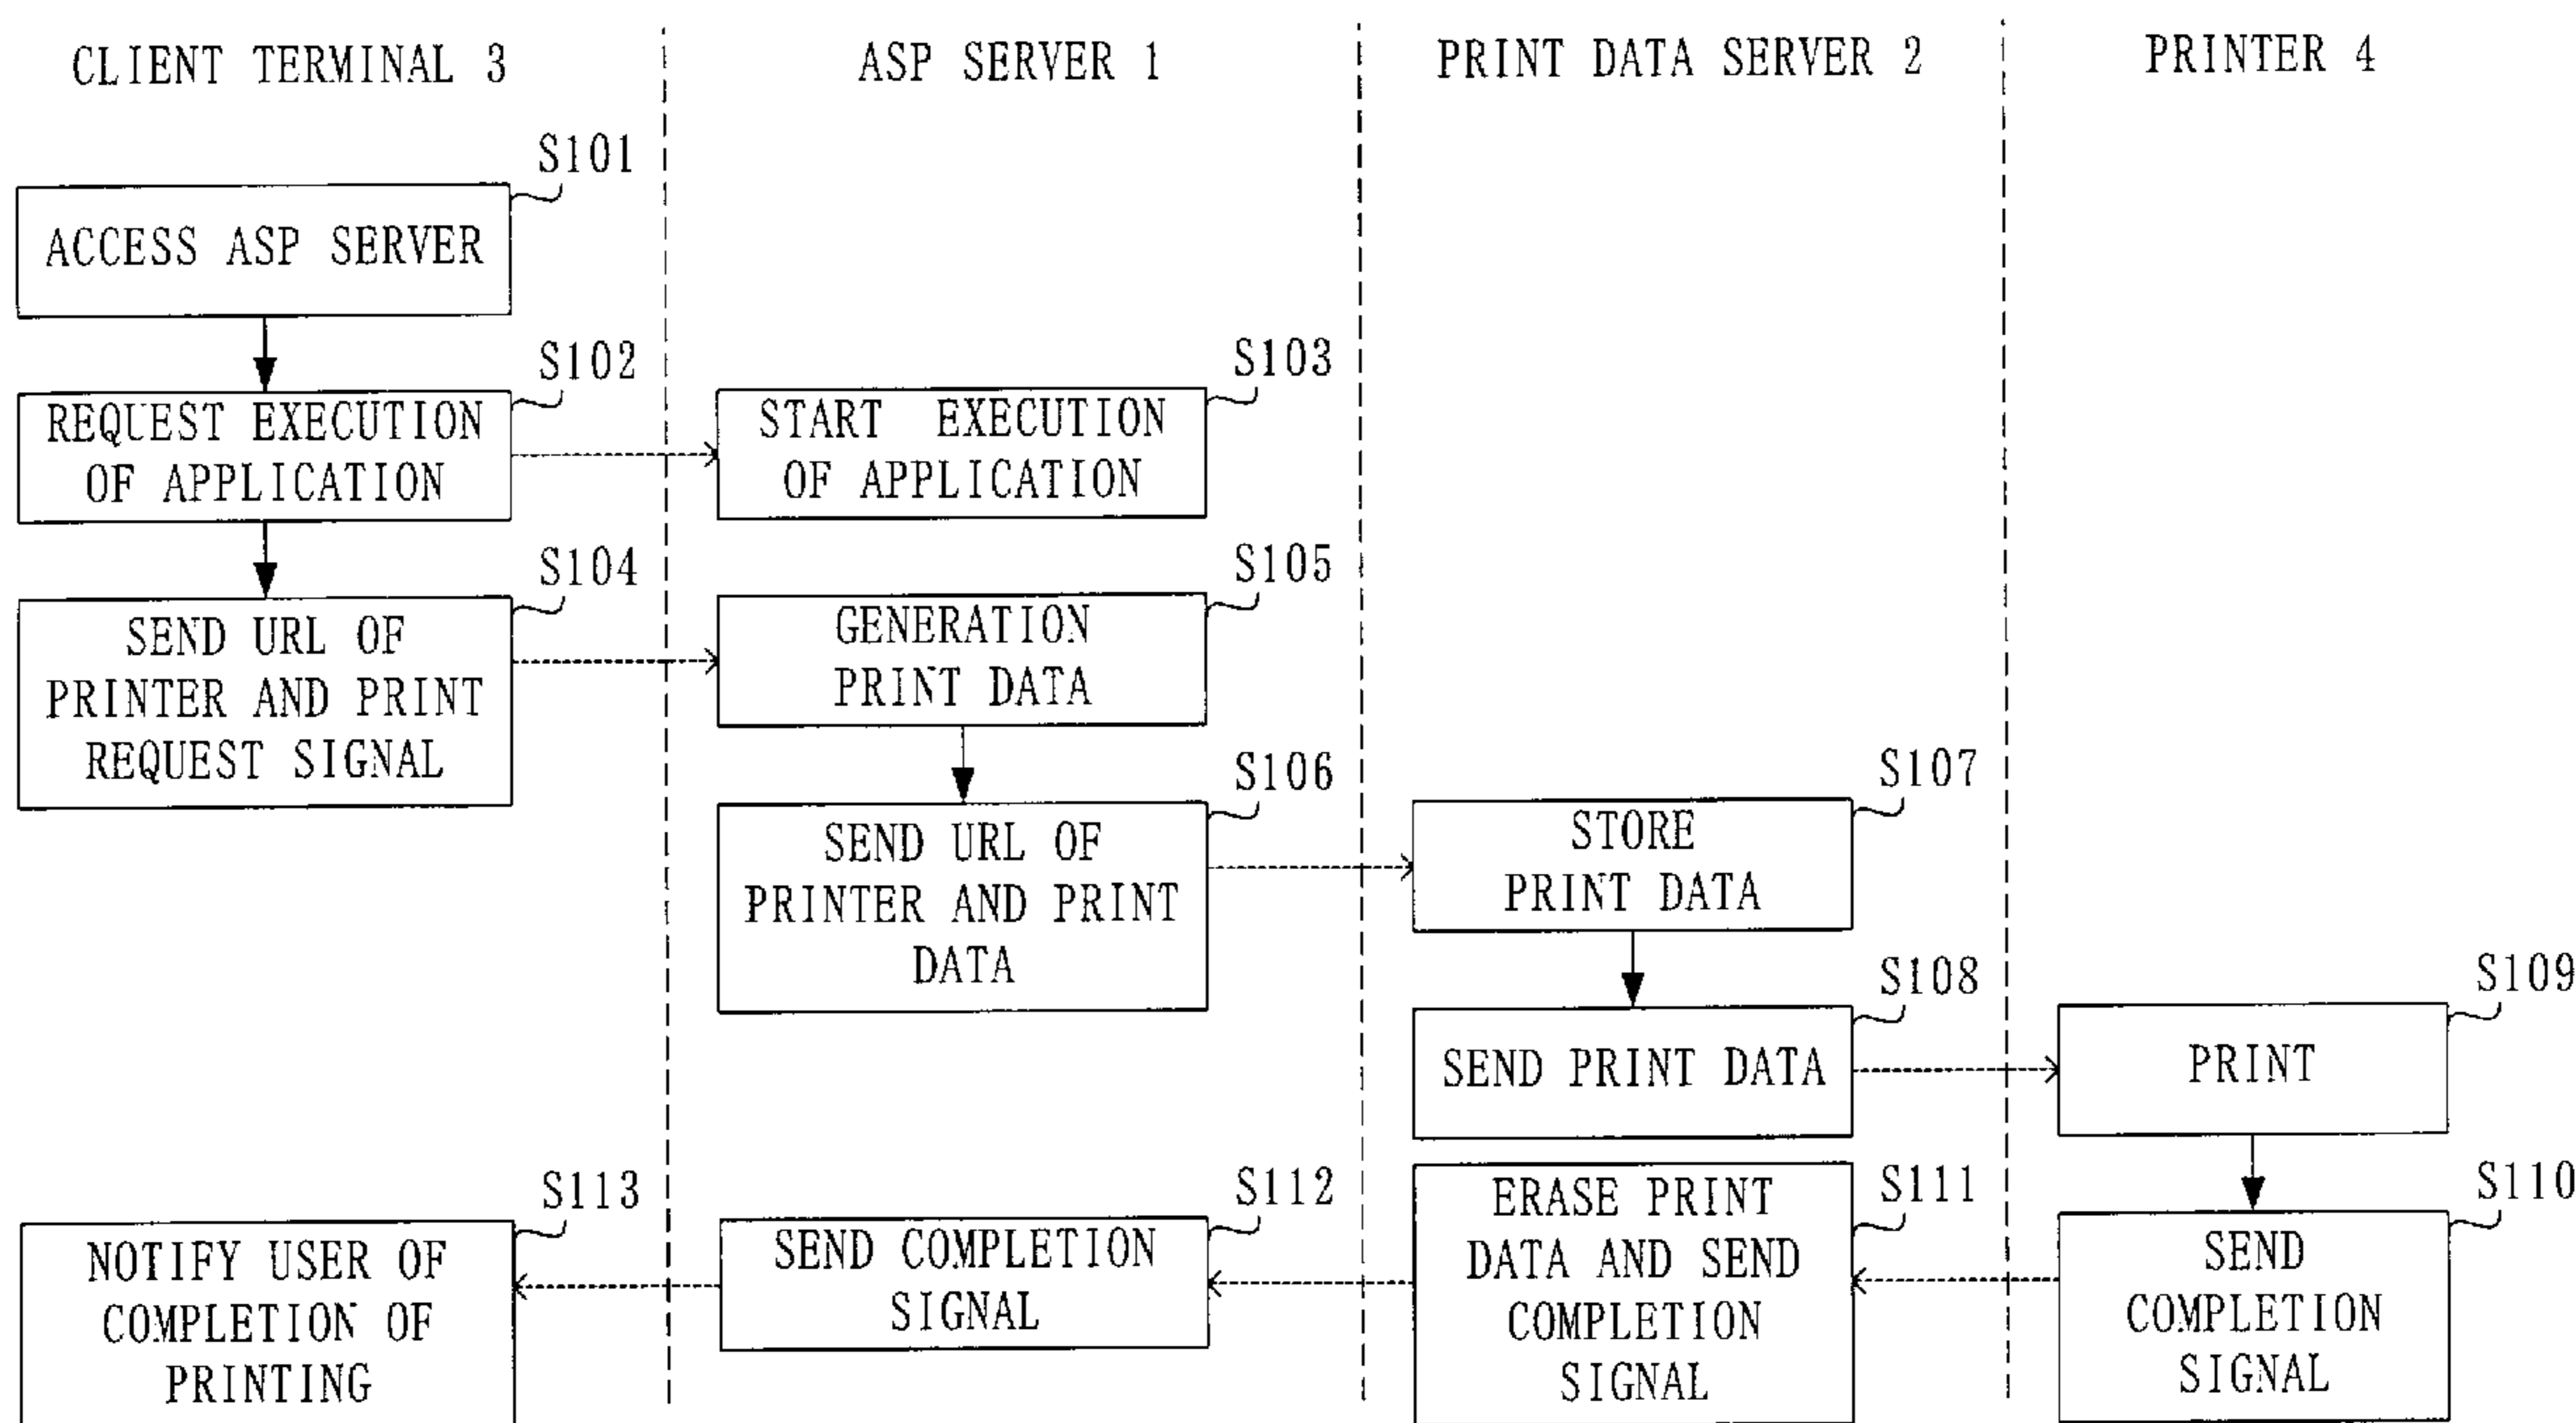 CLIENT TERMINAL 3
ASP SERVER 1
PRINT DATA SERVER 2
PRINTER 4
S101
ACCESS ASP SERVER
S102
REQUEST EXECUTION
OF APPLICATION
S103
START EXECUTION
OF APPLICATION
S104
SEND URL OF
PRINTER AND PRINT
REQUEST SIGNAL
S105
GENERATION
PRINT DATA
S106
SEND URL OF
PRINTER AND PRINT
DATA
S107
STORE
PRINT DATA
S108
SEND PRINT DATA
S109
PRINT
S110
SEND
COMPLETION
SIGNAL
S111
ERASE PRINT
DATA AND SEND
COMPLETION
SIGNAL
S112
SEND COMPLETION
SIGNAL
S113
NOTIFY USER OF
COMPLETION OF
PRINTING